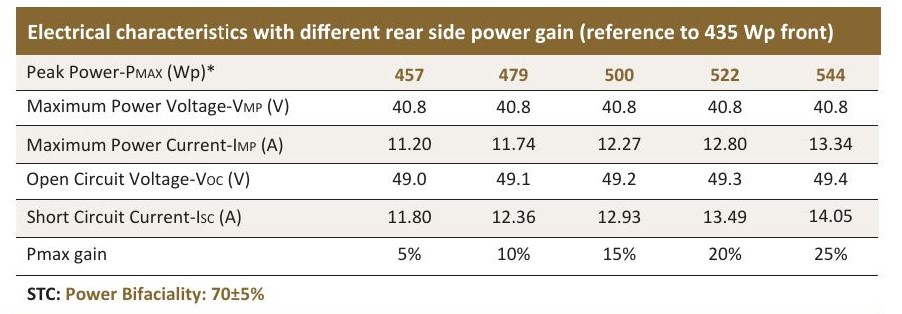 Electrical characteristics with different rear side power gain (reference to 435 Wp front)
Peak Power-PMAX (Wp)* 457 479 500 522 544
Maximum Power Voltage-VMP (V) 40.8 40.8 40.8 40.8 40.8
Maximum Power Current-IMP (A) 11.20 11.74 12.27 12.80 13.34
Open Circuit Voltage-VOC (V) 49.0 49.1 49.2 49.3 49.4
Short Circuit Current-ISC (A) 11.80 12.36 12.93 13.49 14.05
Pmax gain 5% 10% 15% 20% 25%
STC: Power Bifaciality: 70±5%